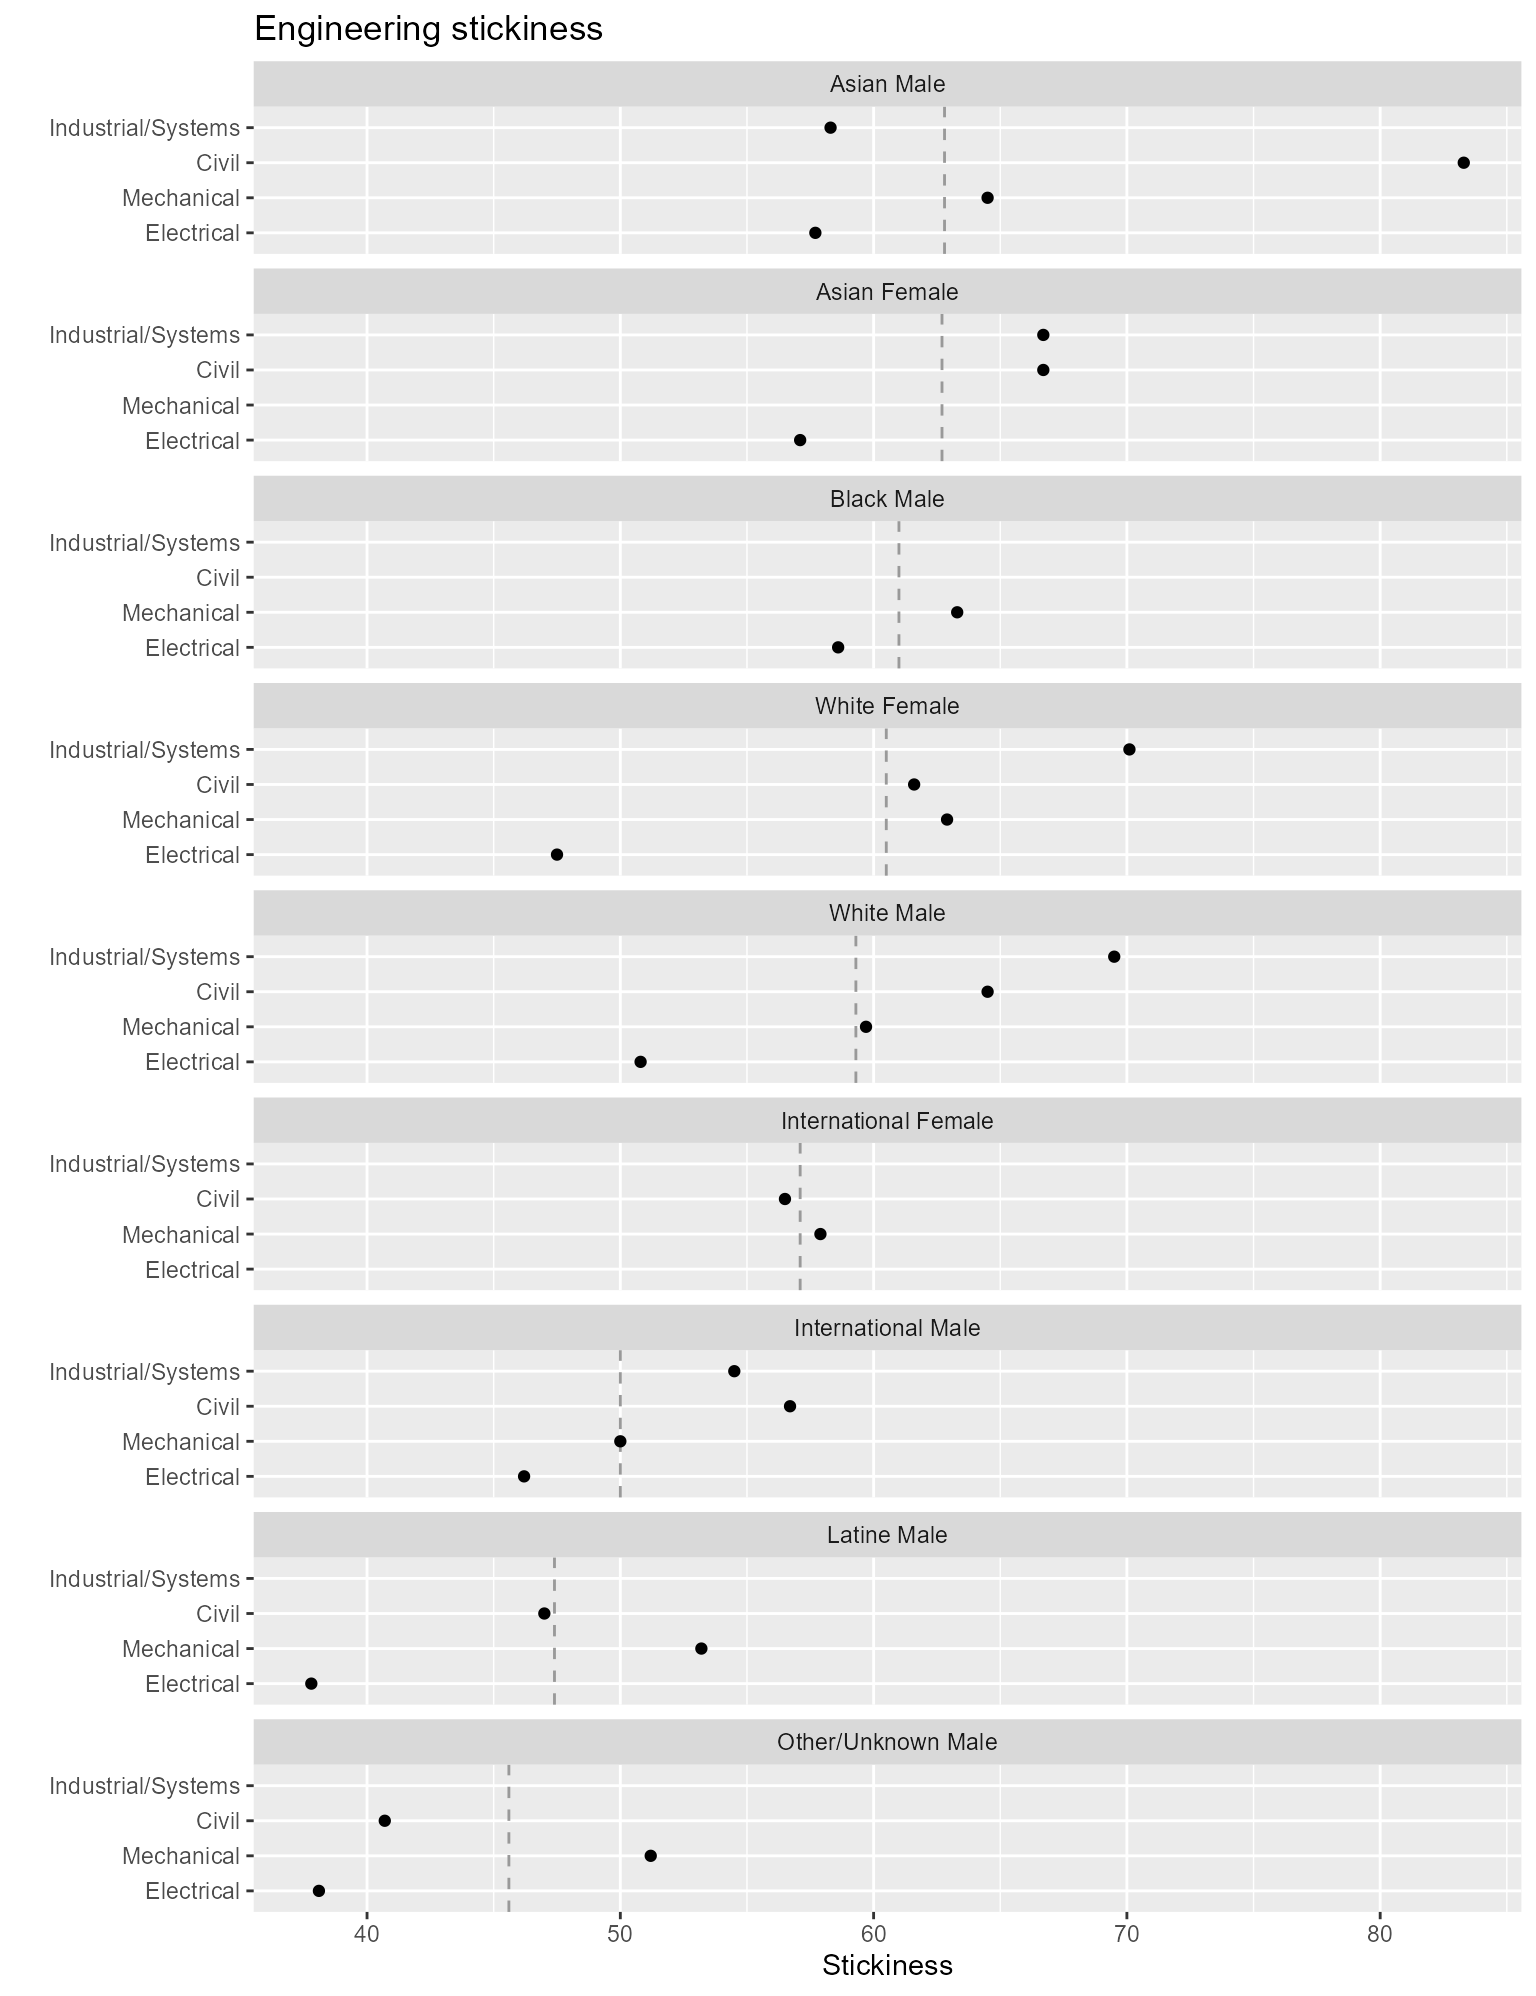 Engineering stickiness
Asian Male
Industrial/Systems
Civil
Mechanical
Electrical
Asian Female
Industrial/Systems
Civil
Mechanical
Electrical
Black Male
Industrial/Systems
Civil
Mechanical
Electrical
White Female
Industrial/Systems
Civil
Mechanical
Electrical
White Male
Industrial/Systems
Civil
Mechanical
Electrical
International Female
Industrial/Systems
Civil
Mechanical
Electrical
International Male
Industrial/Systems
Civil
Mechanical
Electrical
Latine Male
Industrial/Systems
Civil
Mechanical
Electrical
Other/Unknown Male
Industrial/Systems
Civil
Mechanical
Electrical
40 50 60 70 80
Stickiness